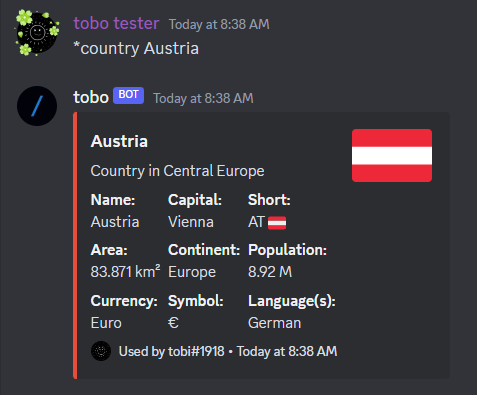 tobo tester Today at 8:38 AM
*country Austria
tobo BOT Today at 8:38 AM
Austria
Country in Central Europe
Name: Capital: Short:
Austria Vienna AT
Area: Continent: Population:
83.871 km² Europe 8.92 M
Currency: Symbol: Language(s):
Euro € German
Used by tobi#1918 • Today at 8:38 AM